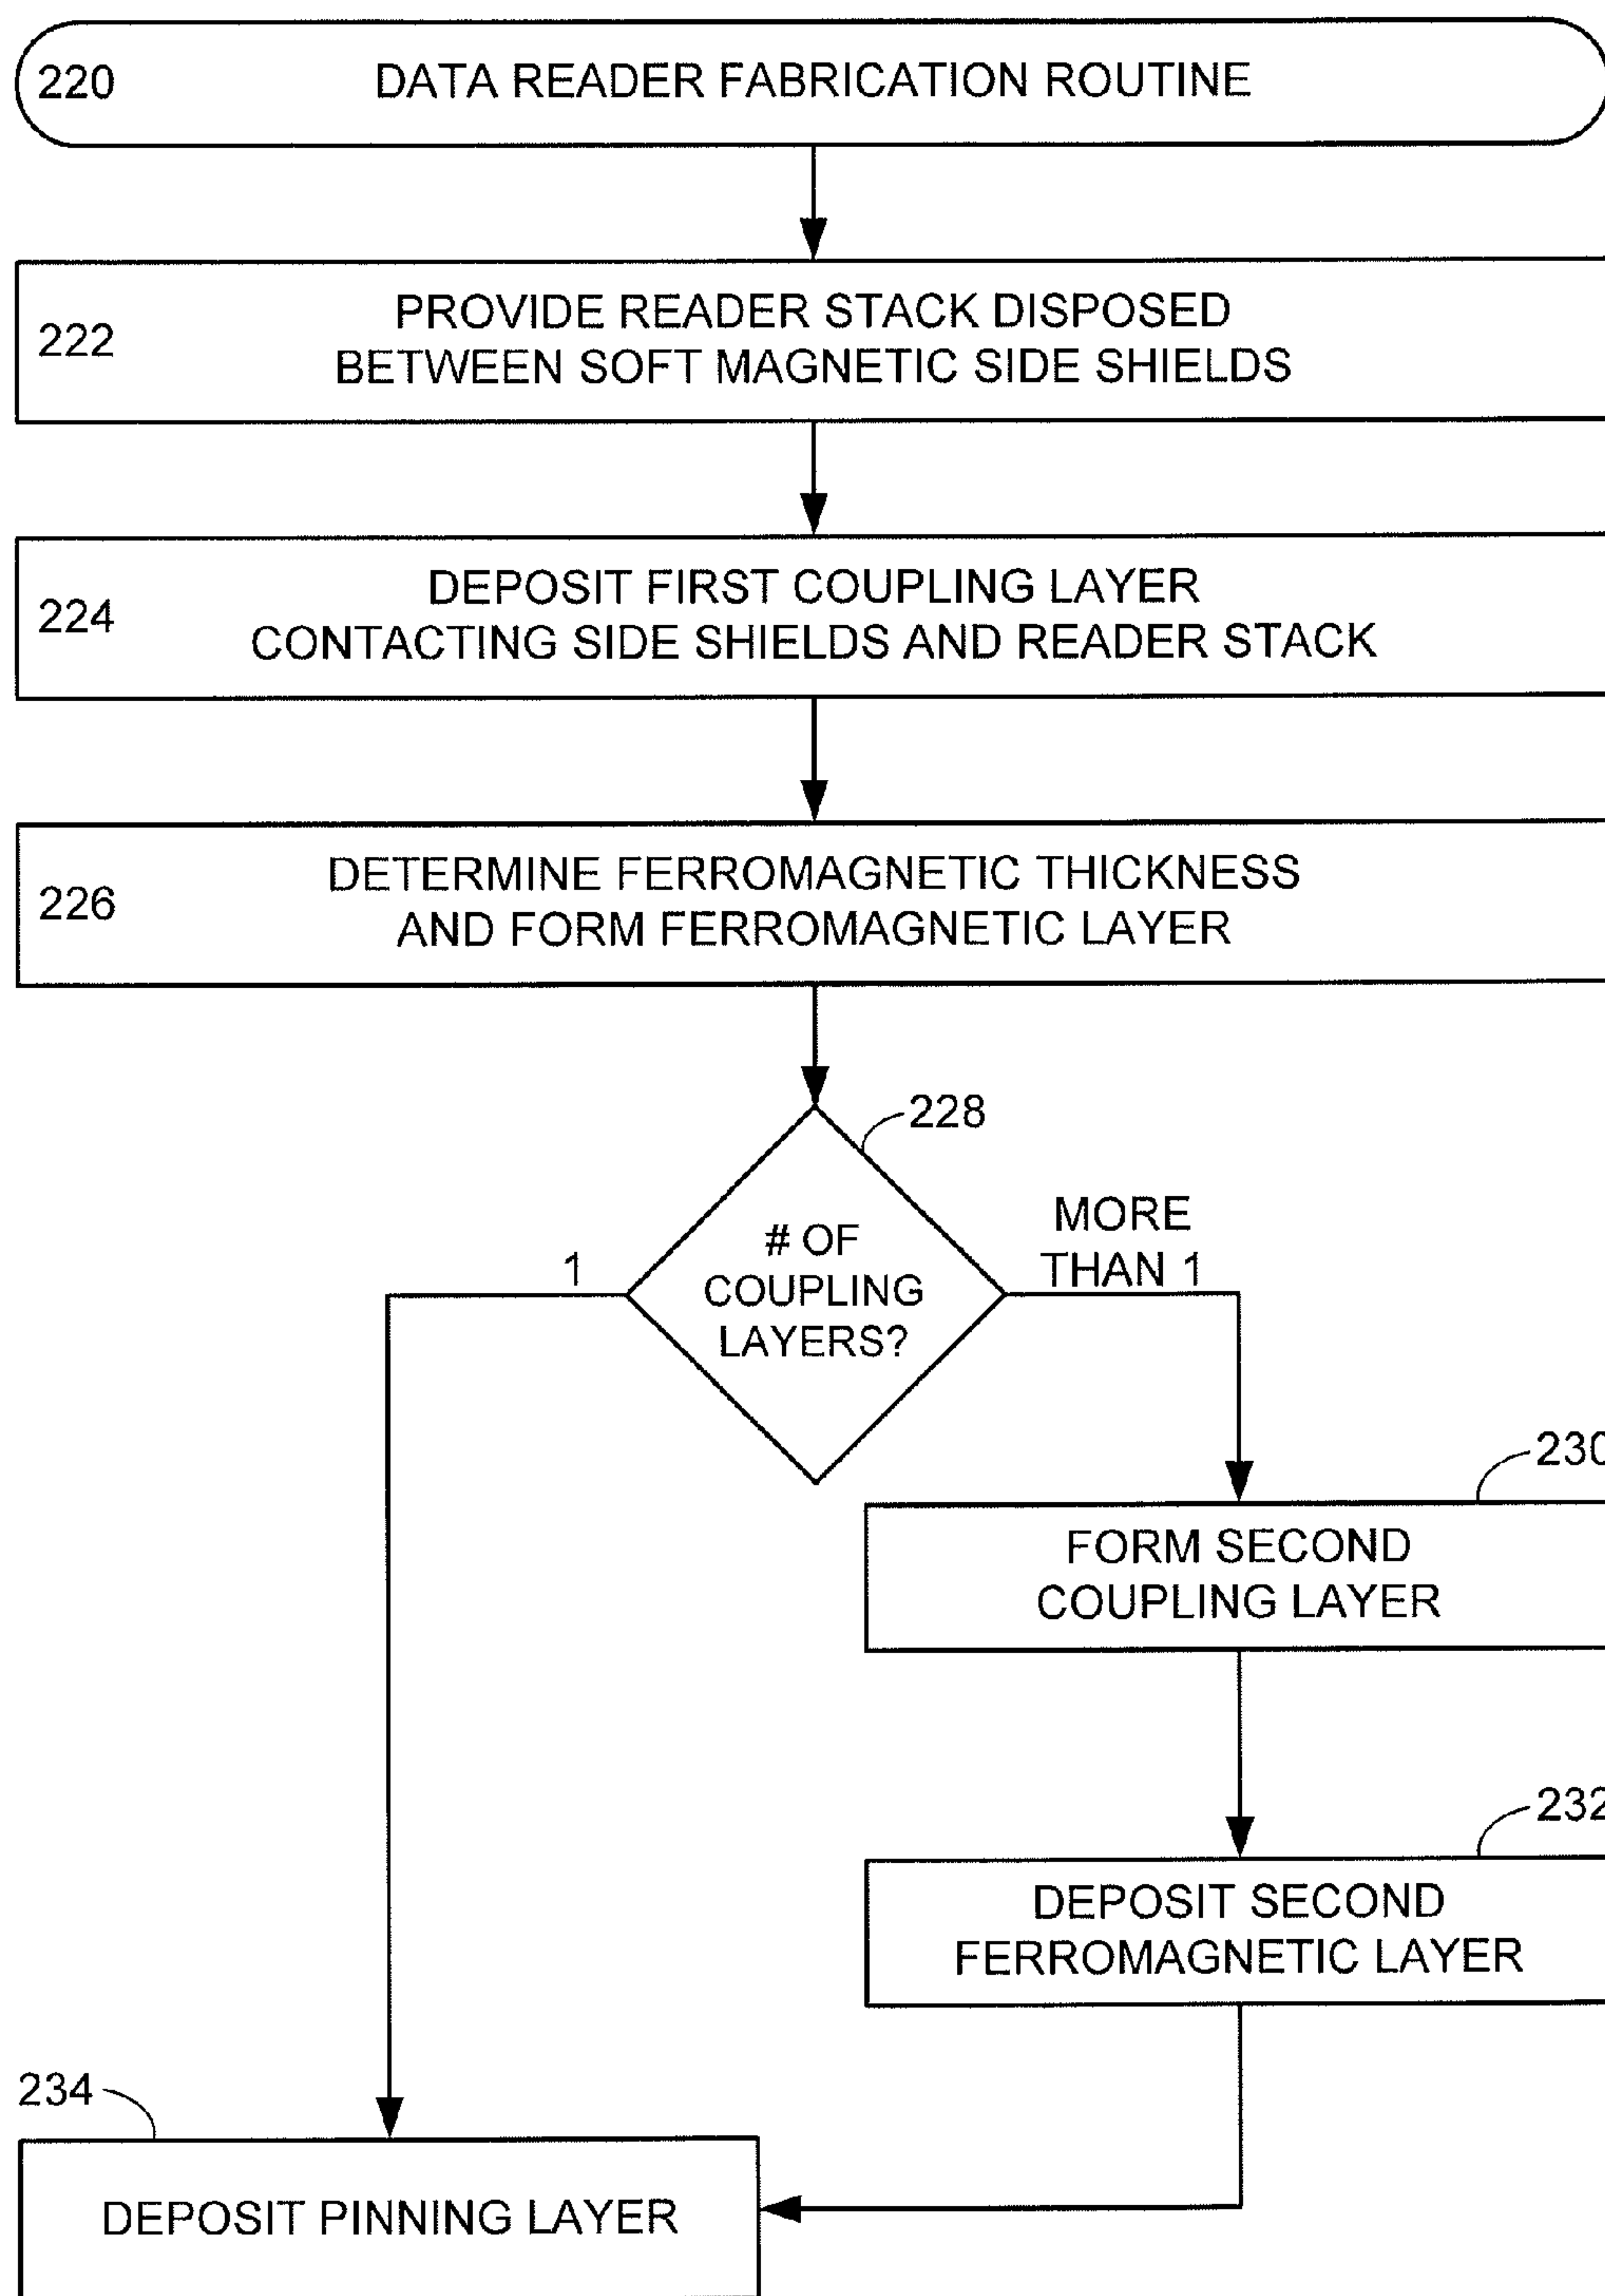 220
DATA READER FABRICATION ROUTINE
222
PROVIDE READER STACK DISPOSED
BETWEEN SOFT MAGNETIC SIDE SHIELDS
224
DEPOSIT FIRST COUPLING LAYER
CONTACTING SIDE SHIELDS AND READER STACK
226
DETERMINE FERROMAGNETIC THICKNESS
AND FORM FERROMAGNETIC LAYER
228
# OF
COUPLING
LAYERS?
1
MORE
THAN 1
230
FORM SECOND
COUPLING LAYER
232
DEPOSIT SECOND
FERROMAGNETIC LAYER
234
DEPOSIT PINNING LAYER